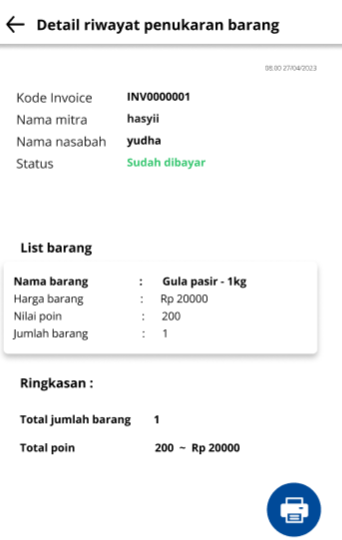 Detail riwayat penukaran barang
08.00 27/04/2023
Kode Invoice INV0000001
Nama mitra hasyii
Nama nasabah yudha
Status Sudah dibayar
List barang
Nama barang : Gula pasir - 1kg
Harga barang : Rp 20000
Nilai poin : 200
Jumlah barang : 1
Ringkasan :
Total jumlah barang 1
Total poin 200 ~ Rp 20000